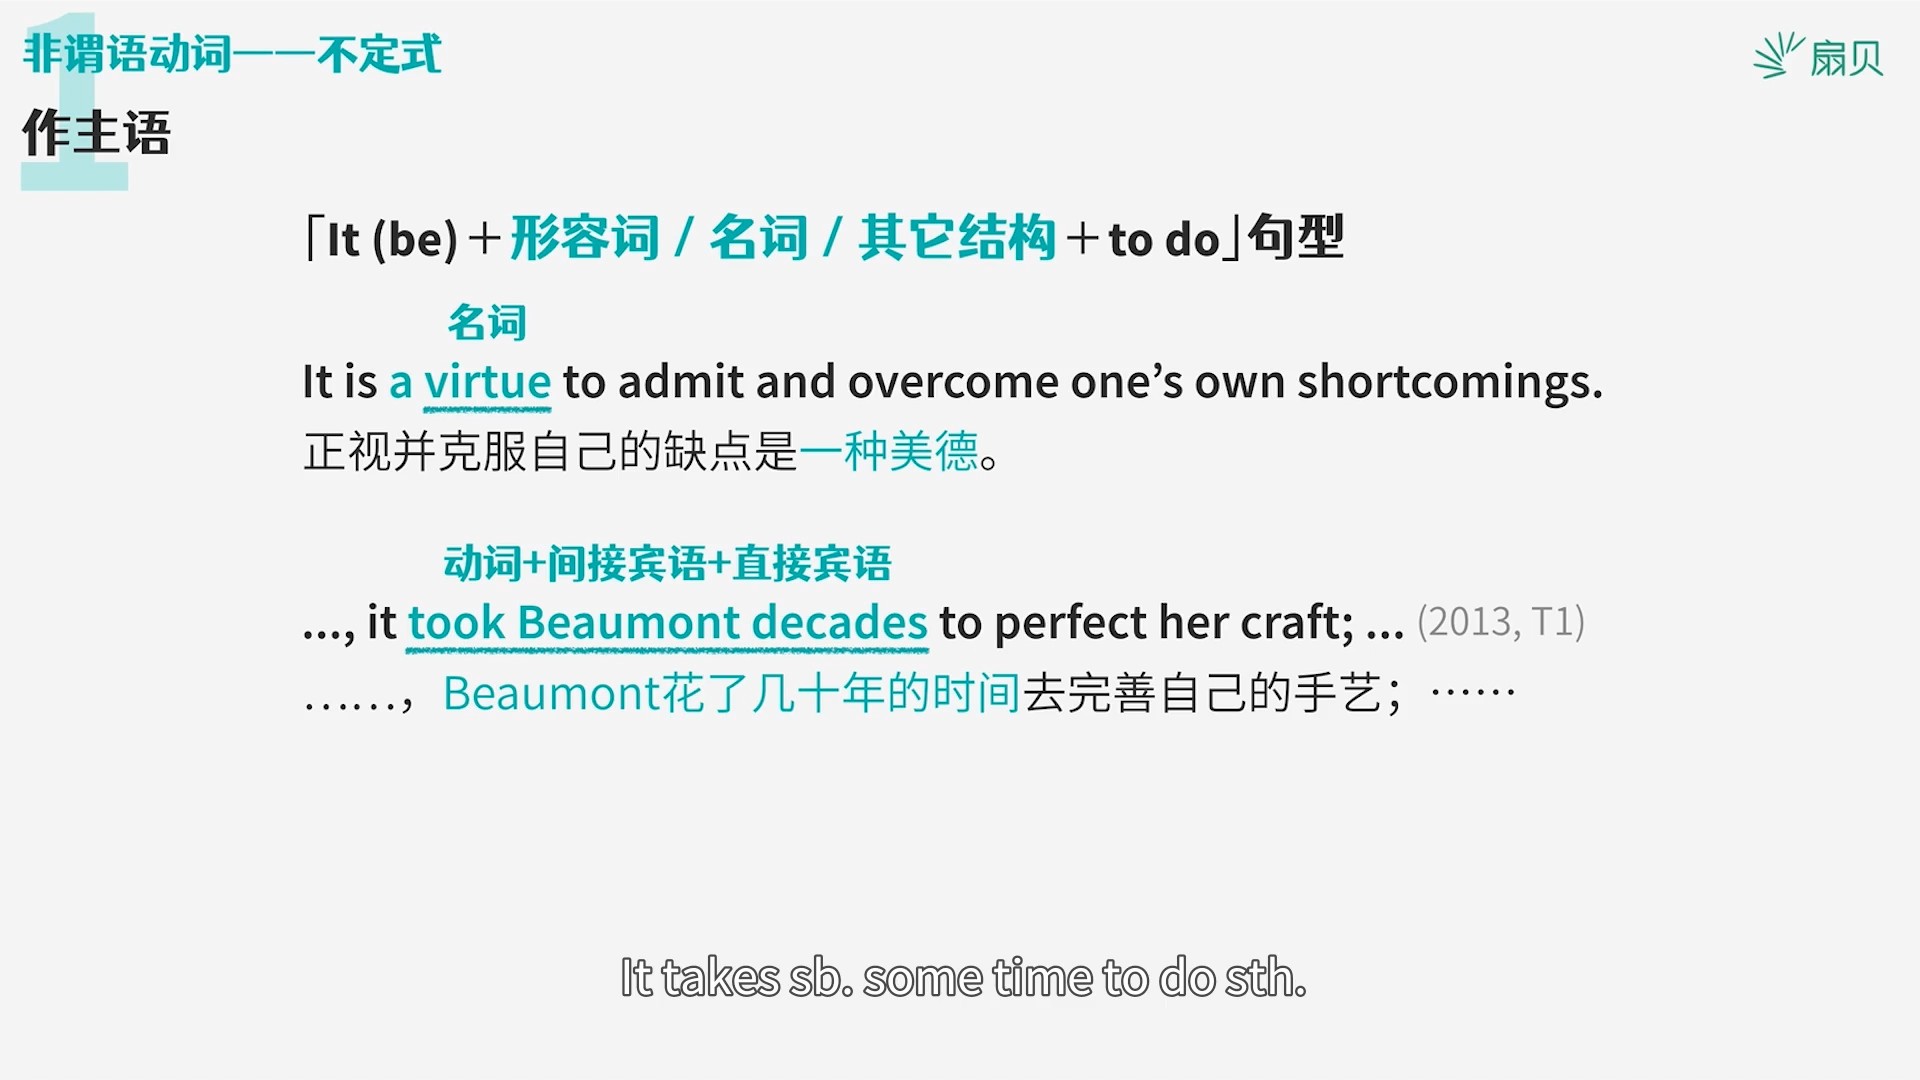 1
非谓语动词——不定式
扇贝
作主语
「It (be)＋形容词 / 名词 / 其它结构＋to do」句型
名词
It is a virtue to admit and overcome one’s own shortcomings.
正视并克服自己的缺点是一种美德。
动词+间接宾语+直接宾语
..., it took Beaumont decades to perfect her craft; ... (2013, T1)
……，Beaumont花了几十年的时间去完善自己的手艺；……
It takes sb. some time to do sth.